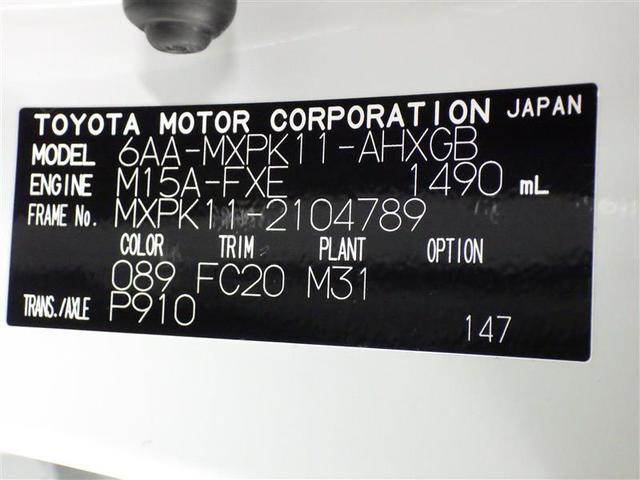 TOYOTA MOTOR CORPORATION JAPAN
MODEL 6AA-MXPK11-AHXGB
ENGINE M15A-FXE 1490 mL
FRAME No. MXPK11-2104789
COLOR TRIM PLANT OPTION
089 FC20 M31
TRANS./AXLE P910
147